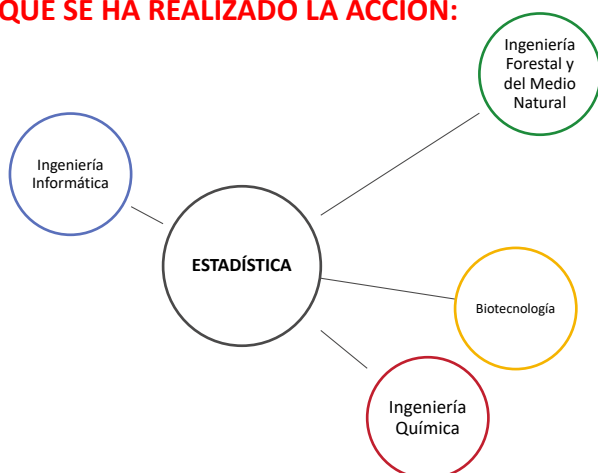 QUE SE HA REALIZADO LA ACCIÓN:
Ingeniería
Forestal y
del Medio
Natural
Ingeniería
Informática
ESTADÍSTICA
Biotecnología
Ingeniería
Química